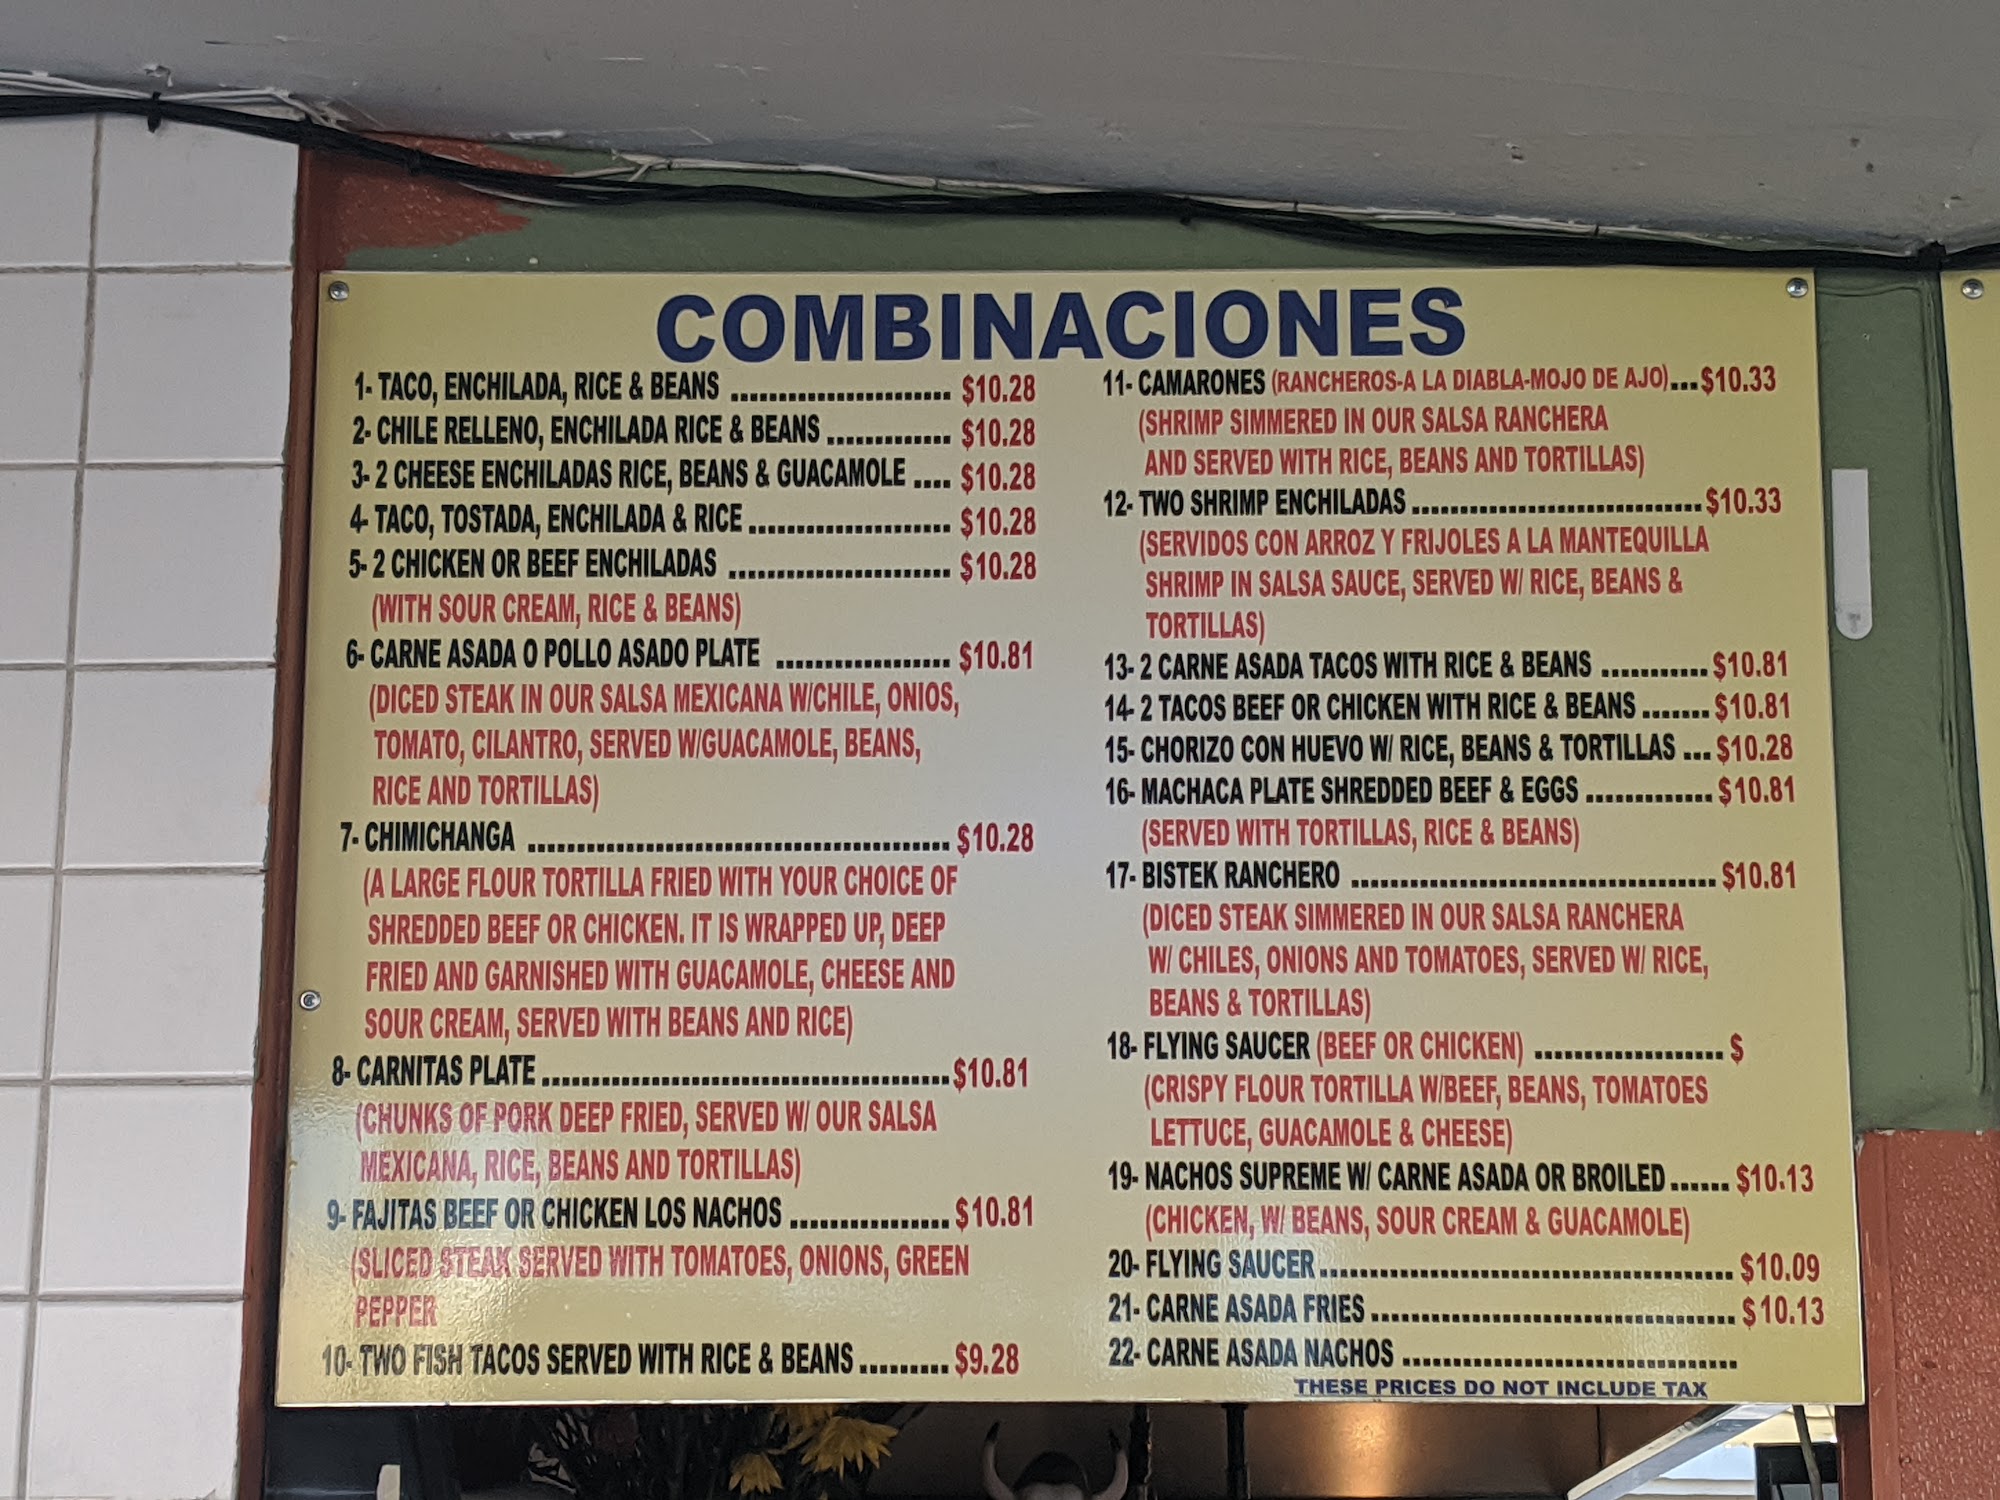 COMBINACIONES
1- TACO, ENCHILADA, RICE & BEANS ....................... $10.28
2- CHILE RELLENO, ENCHILADA RICE & BEANS ............. $10.28
3- 2 CHEESE ENCHILADAS RICE, BEANS & GUACAMOLE .... $10.28
4- TACO, TOSTADA, ENCHILADA & RICE ..................... $10.28
5- 2 CHICKEN OR BEEF ENCHILADAS ....................... $10.28
(WITH SOUR CREAM, RICE & BEANS)
6- CARNE ASADA O POLLO ASADO PLATE .................. $10.81
(DICED STEAK IN OUR SALSA MEXICANA W/CHILE, ONIOS,
TOMATO, CILANTRO, SERVED W/GUACAMOLE, BEANS,
RICE AND TORTILLAS)
7- CHIMICHANGA ........................................... $10.28
(A LARGE FLOUR TORTILLA FRIED WITH YOUR CHOICE OF
SHREDDED BEEF OR CHICKEN. IT IS WRAPPED UP, DEEP
FRIED AND GARNISHED WITH GUACAMOLE, CHEESE AND
SOUR CREAM, SERVED WITH BEANS AND RICE)
8- CARNITAS PLATE ..........................................$10.81
(CHUNKS OF PORK DEEP FRIED, SERVED W/ OUR SALSA
MEXICANA, RICE, BEANS AND TORTILLAS)
9- FAJITAS BEEF OR CHICKEN LOS NACHOS ................ $10.81
(SLICED STEAK SERVED WITH TOMATOES, ONIONS, GREEN
PEPPER
10- TWO FISH TACOS SERVED WITH RICE & BEANS ......... $9.28
11- CAMARONES (RANCHEROS-A LA DIABLA-MOJO DE AJO)...$10.33
(SHRIMP SIMMERED IN OUR SALSA RANCHERA
AND SERVED WITH RICE, BEANS AND TORTILLAS)
12- TWO SHRIMP ENCHILADAS ..............................$10.33
(SERVIDOS CON ARROZ Y FRIJOLES A LA MANTEQUILLA
SHRIMP IN SALSA SAUCE, SERVED W/ RICE, BEANS &
TORTILLAS)
13- 2 CARNE ASADA TACOS WITH RICE & BEANS ...........$10.81
14- 2 TACOS BEEF OR CHICKEN WITH RICE & BEANS .......$10.81
15- CHORIZO CON HUEVO W/ RICE, BEANS & TORTILLAS ... $10.28
16- MACHACA PLATE SHREDDED BEEF & EGGS ............. $10.81
(SERVED WITH TORTILLAS, RICE & BEANS)
17- BISTEK RANCHERO ...................................... $10.81
(DICED STEAK SIMMERED IN OUR SALSA RANCHERA
W/ CHILES, ONIONS AND TOMATOES, SERVED W/ RICE,
BEANS & TORTILLAS)
18- FLYING SAUCER (BEEF OR CHICKEN) .................... $
(CRISPY FLOUR TORTILLA W/BEEF, BEANS, TOMATOES
LETTUCE, GUACAMOLE & CHEESE)
19- NACHOS SUPREME W/ CARNE ASADA OR BROILED ...... $10.13
(CHICKEN, W/ BEANS, SOUR CREAM & GUACAMOLE)
20- FLYING SAUCER........................................... $10.09
21- CARNE ASADA FRIES ...................................... $10.13
22- CARNE ASADA NACHOS ...................................
THESE PRICES DO NOT INCLUDE TAX